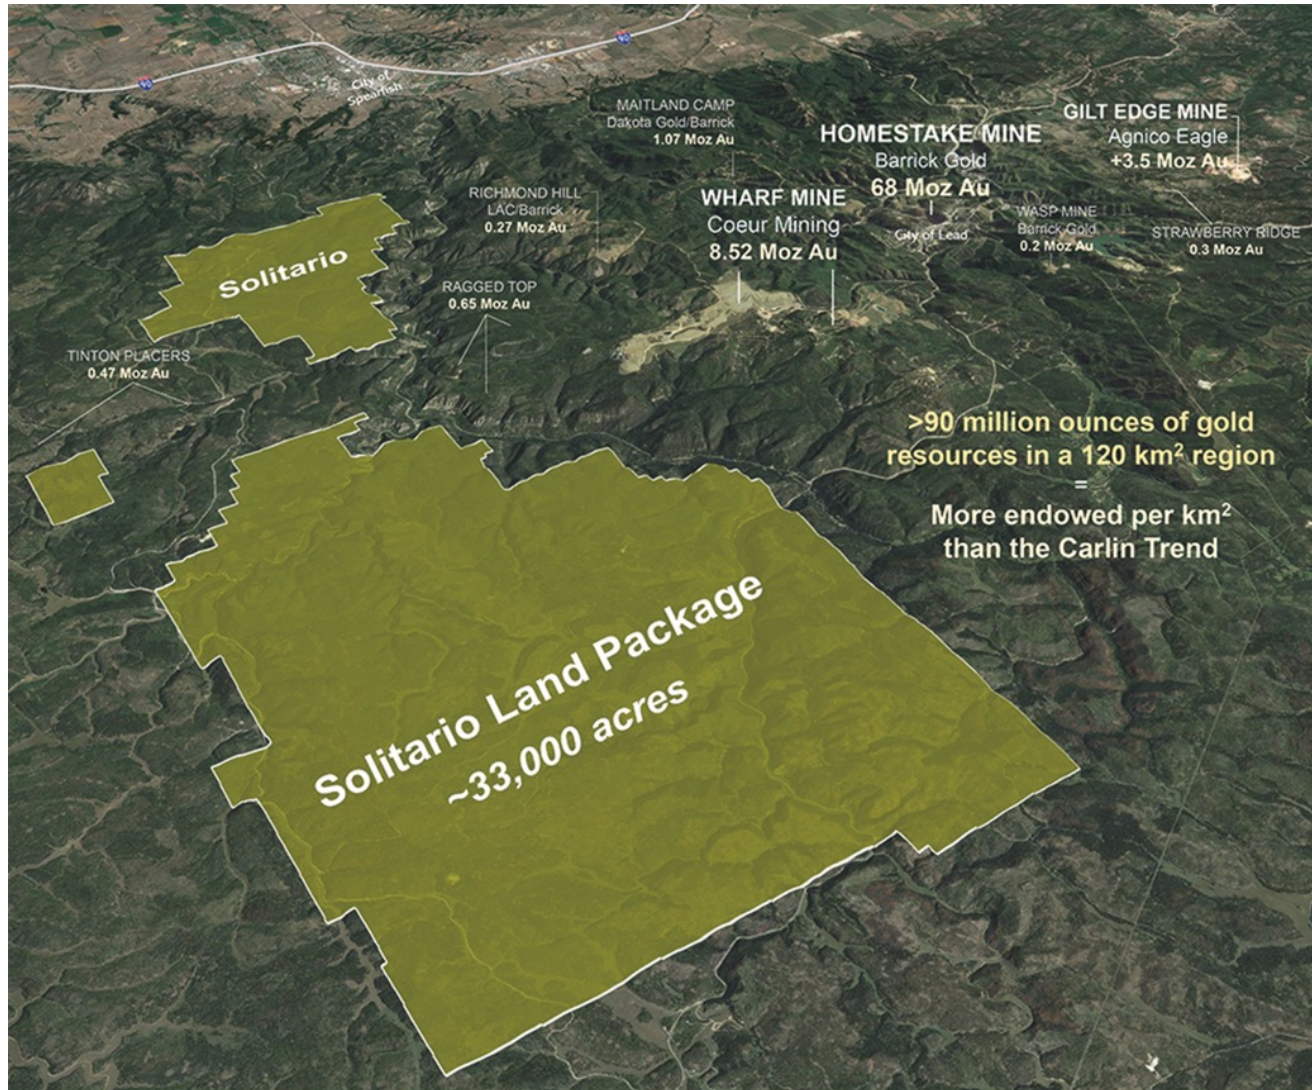 90
90
City of
Spearfish
MAITLAND CAMP
Dakota Gold/Barrick
1.07 Moz Au
HOMESTAKE MINE
Barrick Gold
68 Moz Au
City of Lead
GILT EDGE MINE
Agnico Eagle
+3.5 Moz Au
RICHMOND HILL
LAC/Barrick
0.27 Moz Au
WHARF MINE
Coeur Mining
8.52 Moz Au
WASP MINE
Barrick Gold
0.2 Moz Au
STRAWBERRY RIDGE
0.3 Moz Au
Solitario
RAGGED TOP
0.65 Moz Au
TINTON PLACERS
0.47 Moz Au
>90 million ounces of gold
resources in a 120 km² region
=
More endowed per km²
than the Carlin Trend
Solitario Land Package
~33,000 acres